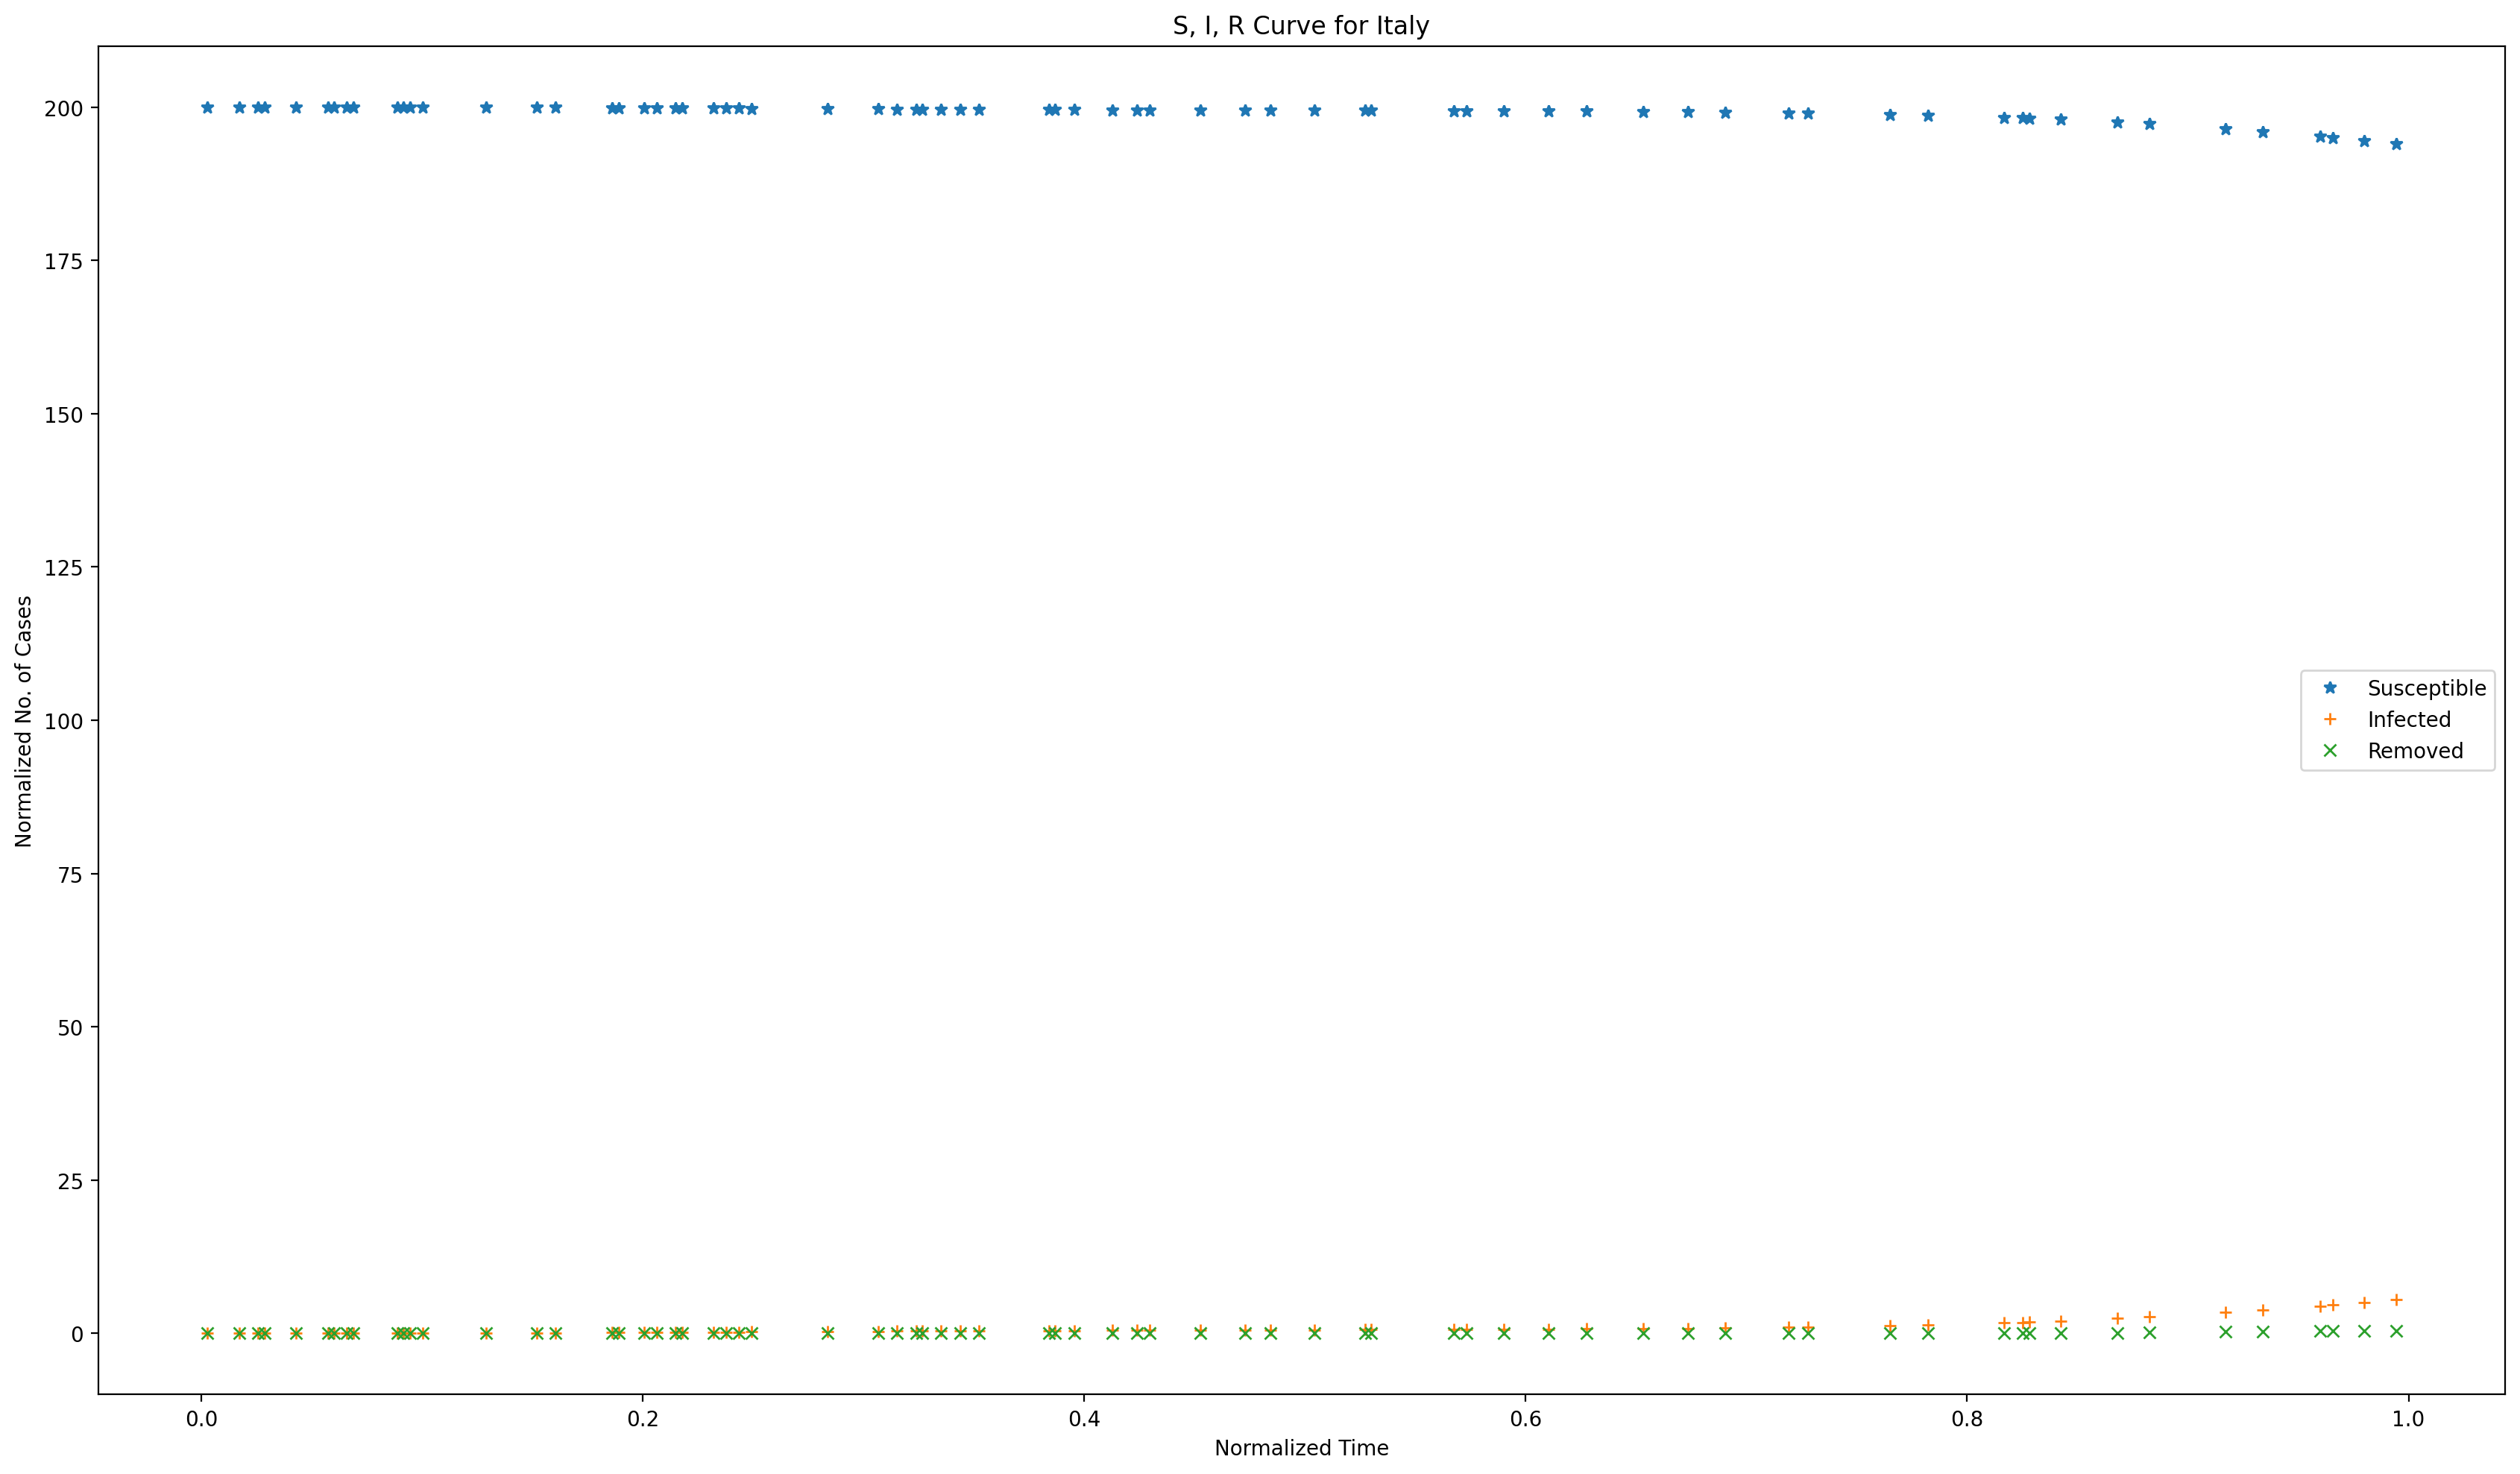 S, I, R Curve for Italy
Normalized No. of Cases
200
175
150
125
100
75
50
25
0
Susceptible
Infected
Removed
0.0
0.2
0.4
0.6
0.8
1.0
Normalized Time